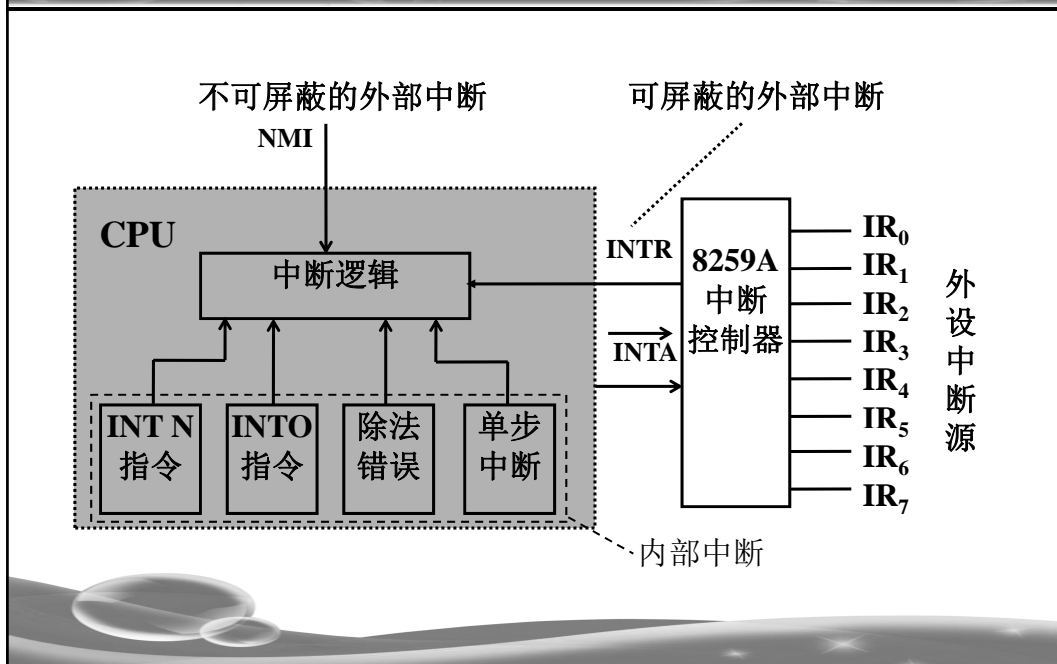 不可屏蔽的外部中断
可屏蔽的外部中断
NMI
CPU
中断逻辑
INTR
INTA
8259A
中断
控制器
IR0
IR1
IR2
IR3
IR4
IR5
IR6
IR7
外设中断源
INT N
指令
INTO
指令
除法
错误
单步
中断
内部中断